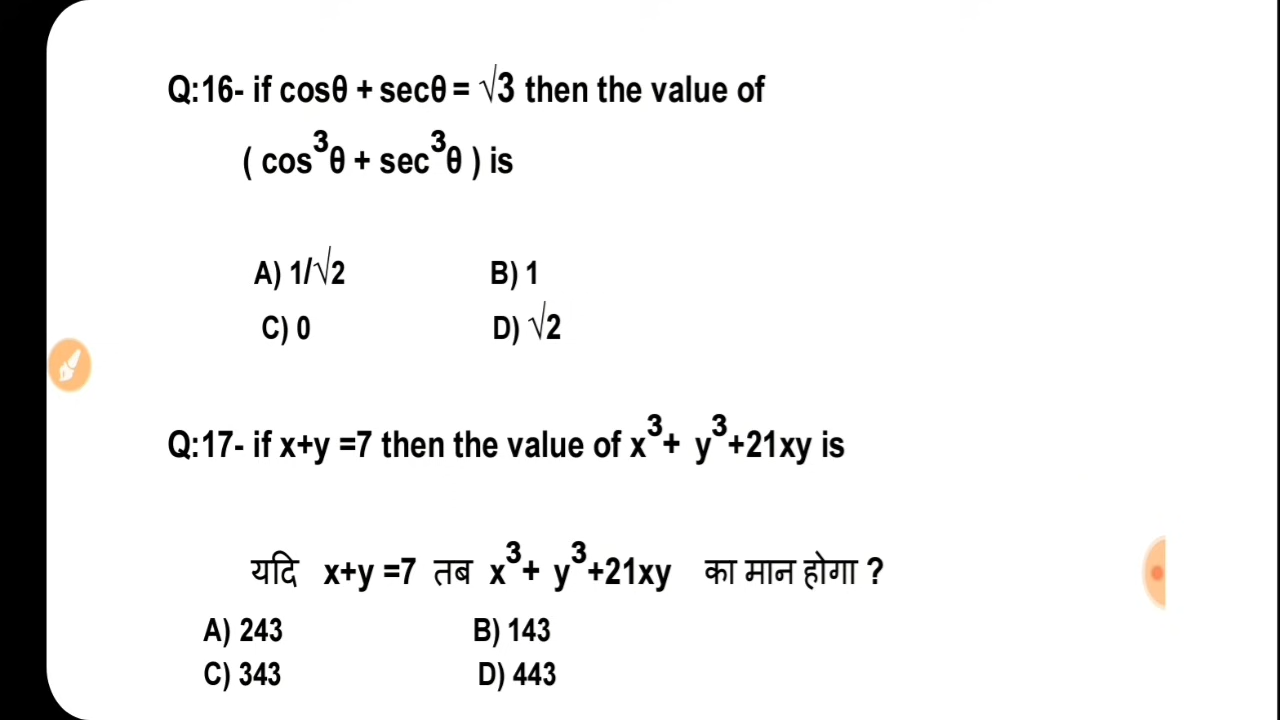 Q:16- if cosθ + secθ = √3 then the value of
( cos³θ + sec³θ ) is
A) 1/√2 B) 1
C) 0 D) √2
Q:17- if x+y =7 then the value of x³+ y³+21xy is
यदि x+y =7 तब x³+ y³+21xy का मान होगा ?
A) 243 B) 143
C) 343 D) 443